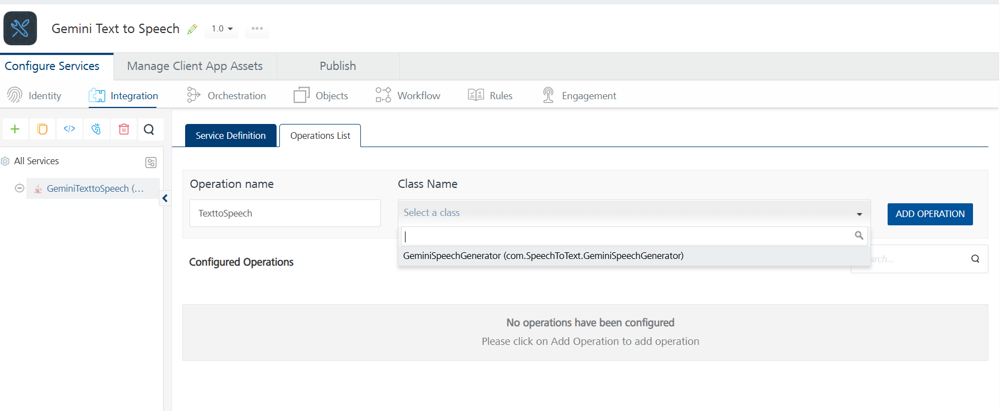 Gemini Text to Speech 1.0
Configure Services Manage Client App Assets Publish
Identity Integration Orchestration Objects Workflow Rules Engagement
</>
Service Definition Operations List
All Services
GeminiTexttoSpeech (...
Operation name Class Name
TexttoSpeech Select a class ADD OPERATION
GeminiSpeechGenerator (com.SpeechToText.GeminiSpeechGenerator)
Configured Operations
No operations have been configured
Please click on Add Operation to add operation